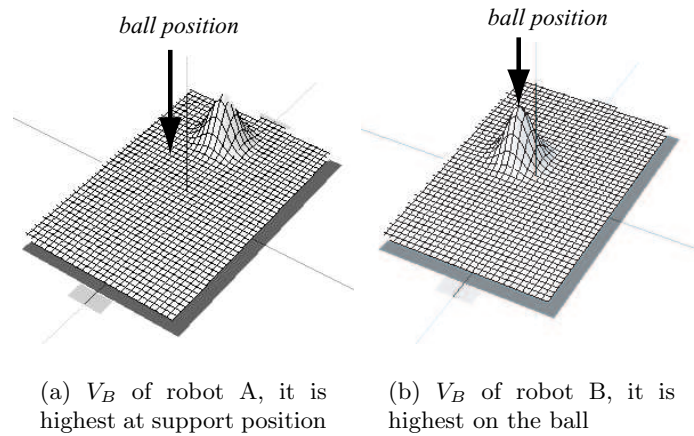 ball position
ball position
(a) V_B of robot A, it is
highest at support position
(b) V_B of robot B, it is
highest on the ball